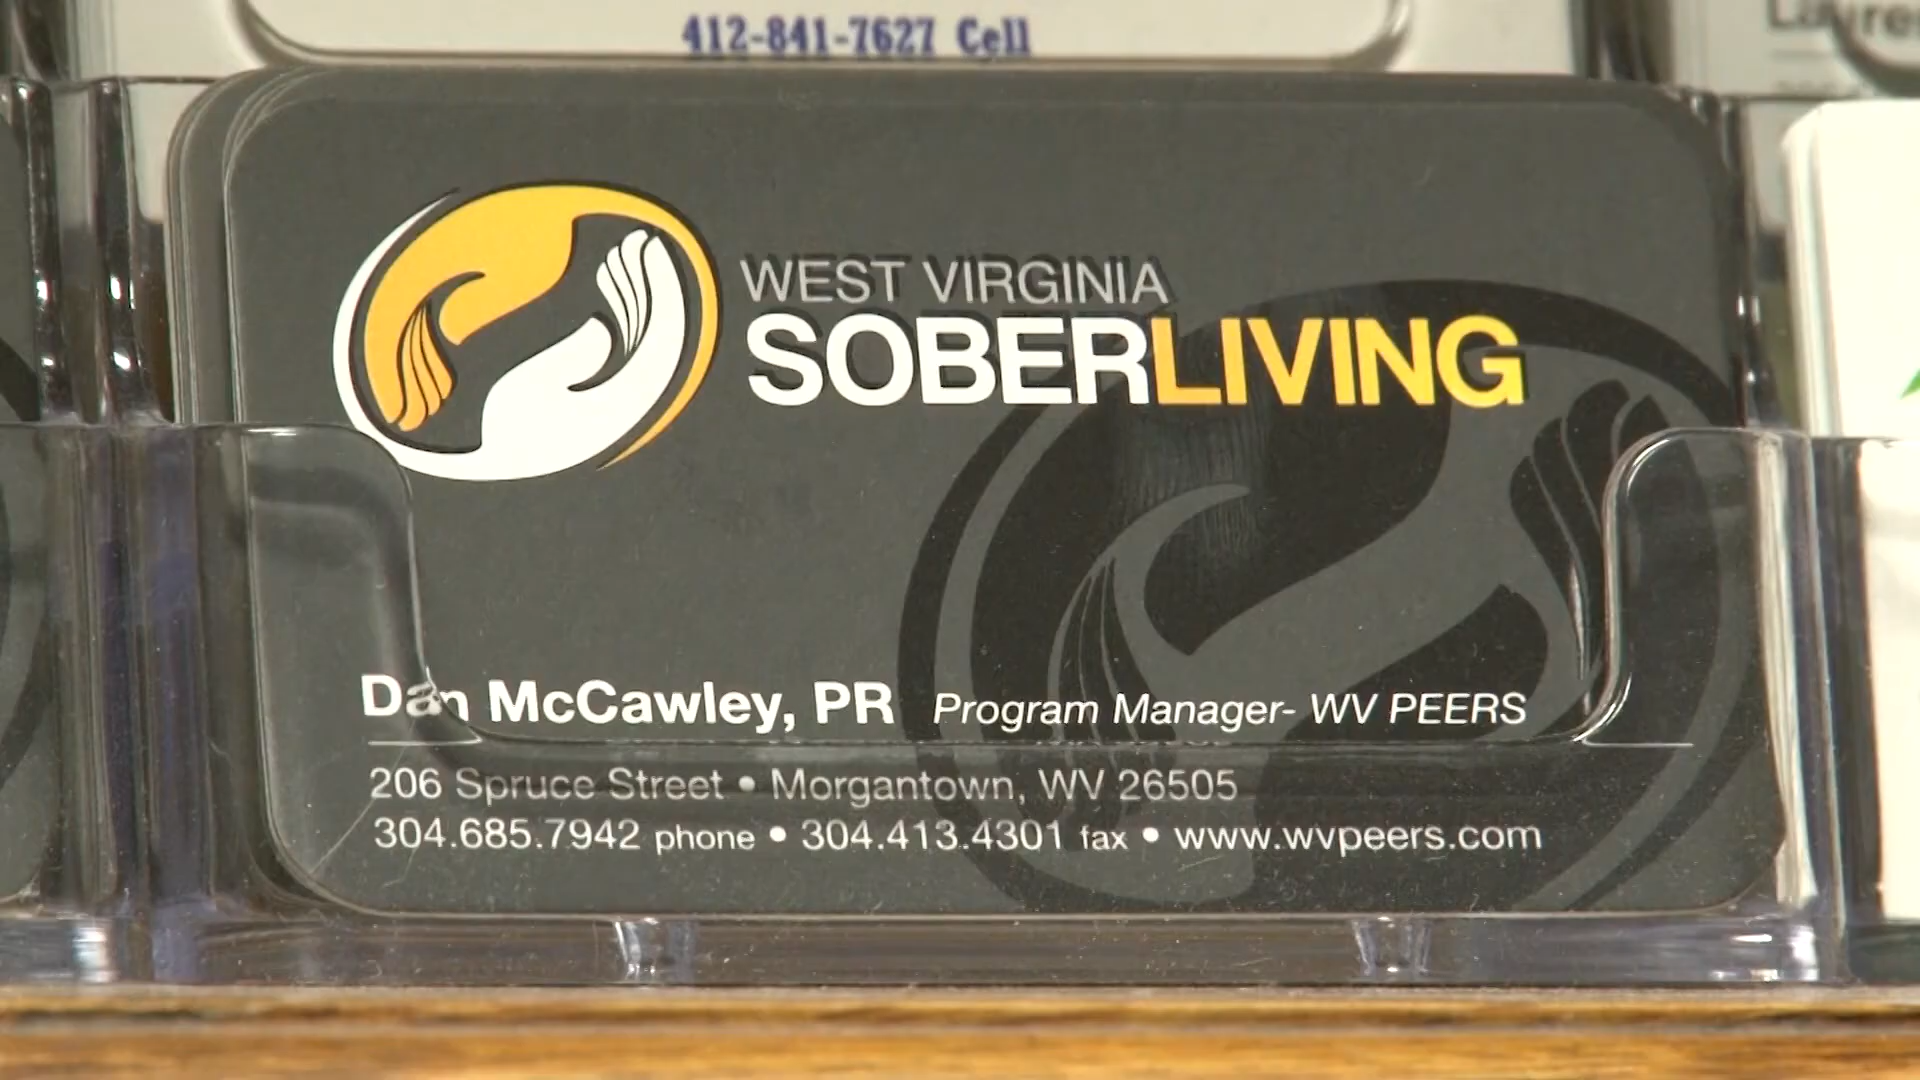 412-841-7627 Cell
WEST VIRGINIA
SOBERLIVING
Dan McCawley, PR Program Manager- WV PEERS
206 Spruce Street • Morgantown, WV 26505
304.685.7942 phone • 304.413.4301 fax • www.wvpeers.com